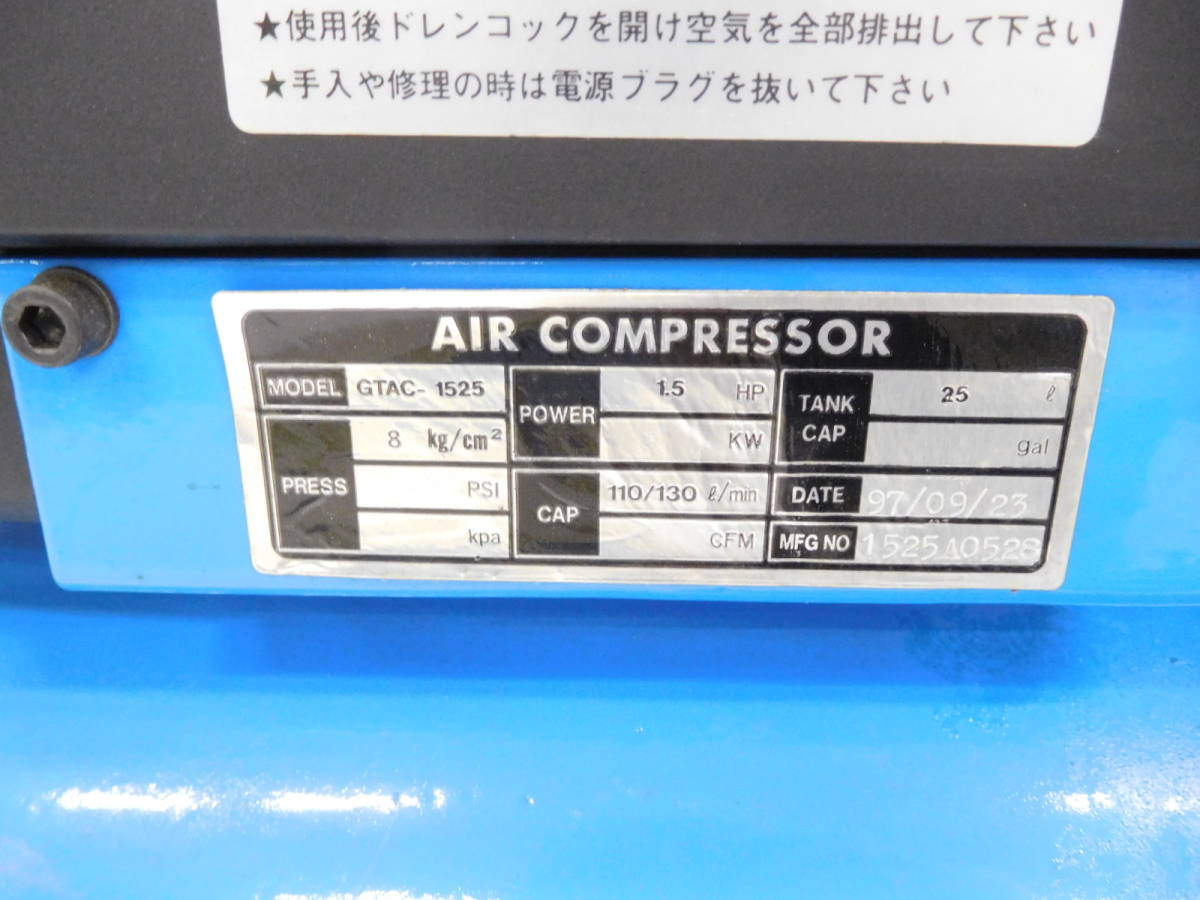 ★使用後ドレンコックを開け空気を全部排出して下さい
★手入や修理の時は電源プラグを抜いて下さい
AIR COMPRESSOR
MODEL GTAC-1525
PRESS 8 kg/cm²
PSI
kpa
POWER 1.5 HP
KW
CAP 110/130 ℓ/min
CFM
TANK CAP 25 ℓ
gal
DATE 97/09/23
MFG NO 1525A0528